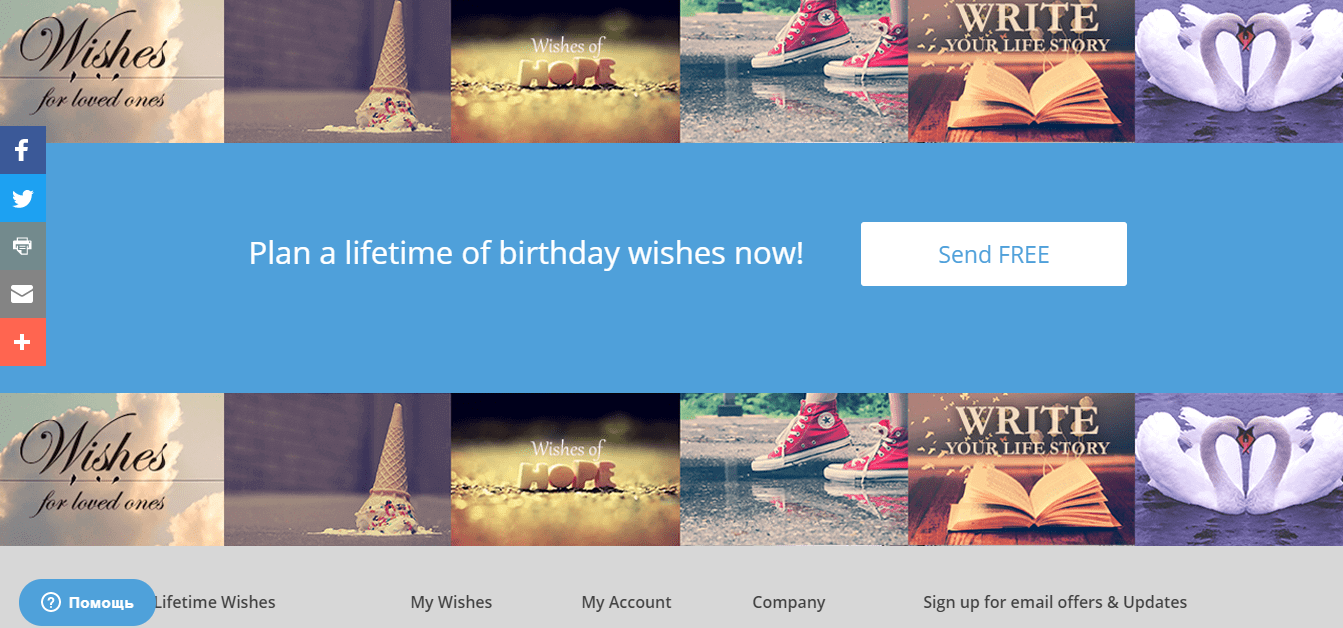 Wishes
for loved ones
Wishes of
HOPE
WRITE
YOUR LIFE STORY
Plan a lifetime of birthday wishes now!
Send FREE
Wishes
for loved ones
Wishes of
HOPE
WRITE
YOUR LIFE STORY
Помощь
Lifetime Wishes
My Wishes
My Account
Company
Sign up for email offers & Updates